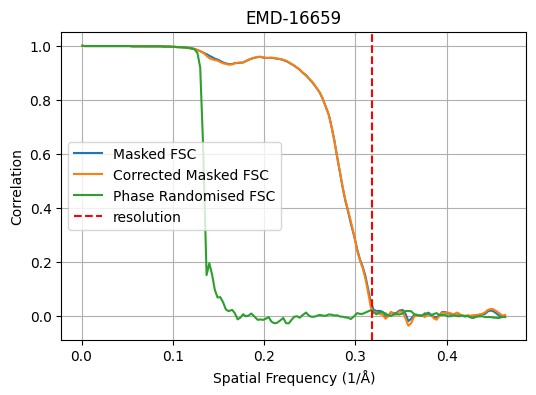 EMD-16659
1.0
0.8
0.6
0.4
0.2
0.0
Correlation
Masked FSC
Corrected Masked FSC
Phase Randomised FSC
resolution
0.0 0.1 0.2 0.3 0.4
Spatial Frequency (1/Å)